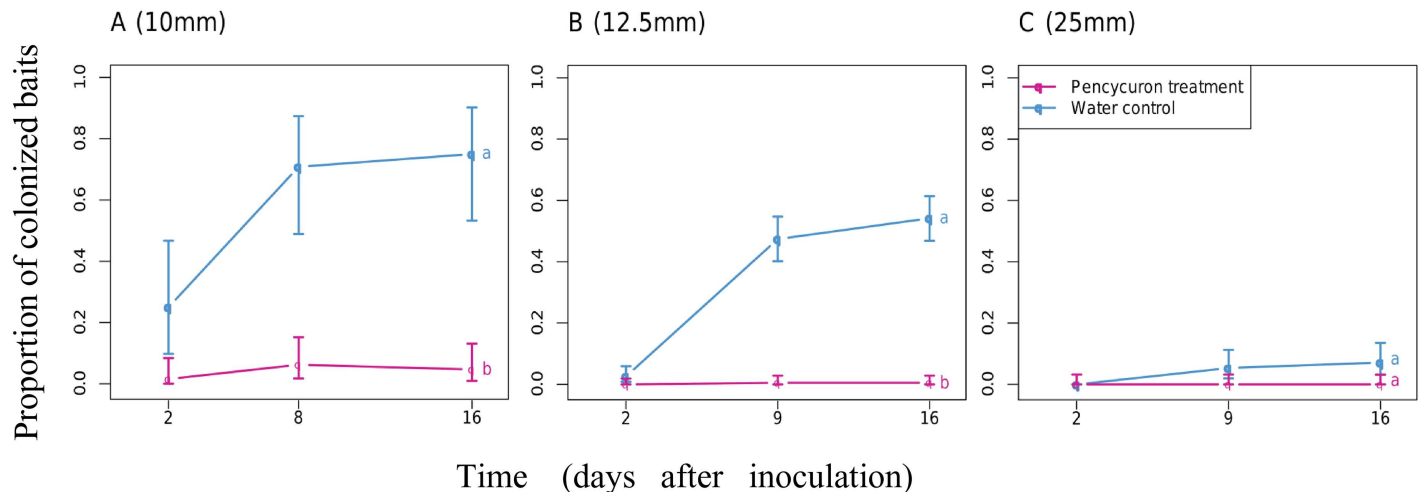 A (10mm)
B (12.5mm)
C (25mm)
Proportion of colonized baits
1.0
0.8
0.6
0.4
0.2
0.0
a
b
2
8
16
1.0
0.8
0.6
0.4
0.2
0.0
a
b
2
9
16
1.0
0.8
0.6
0.4
0.2
0.0
Pencycuron treatment
Water control
a
a
2
9
16
Time (days after inoculation)